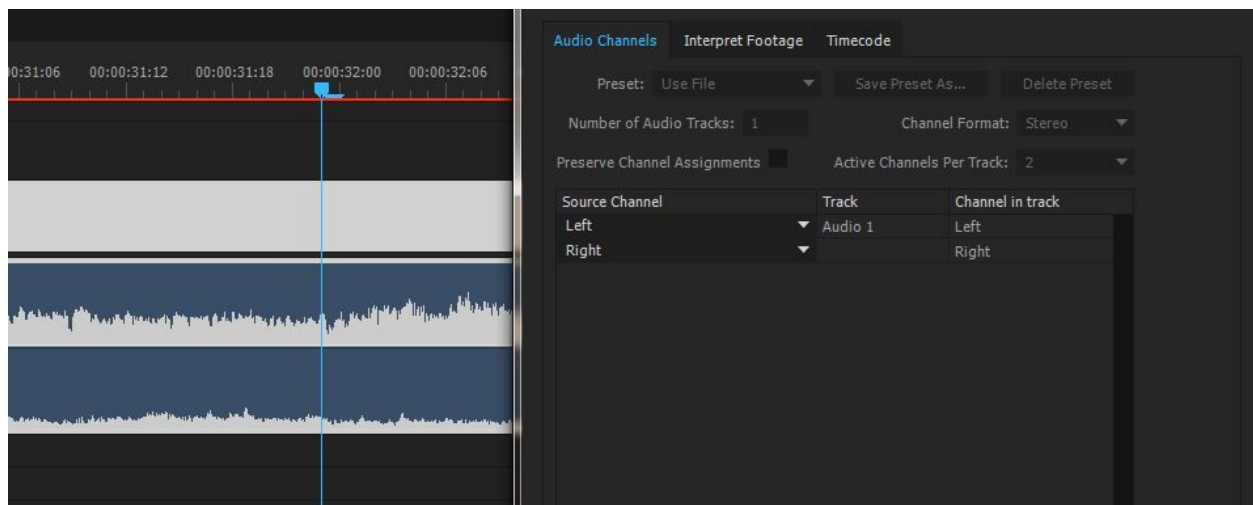 00:31:06 00:00:31:12 00:00:31:18 00:00:32:00 00:00:32:06
Audio Channels Interpret Footage Timecode
Preset: Use File Save Preset As... Delete Preset
Number of Audio Tracks: 1 Channel Format: Stereo
Preserve Channel Assignments Active Channels Per Track: 2
Source Channel Track Channel in track
Left Audio 1 Left
Right Right